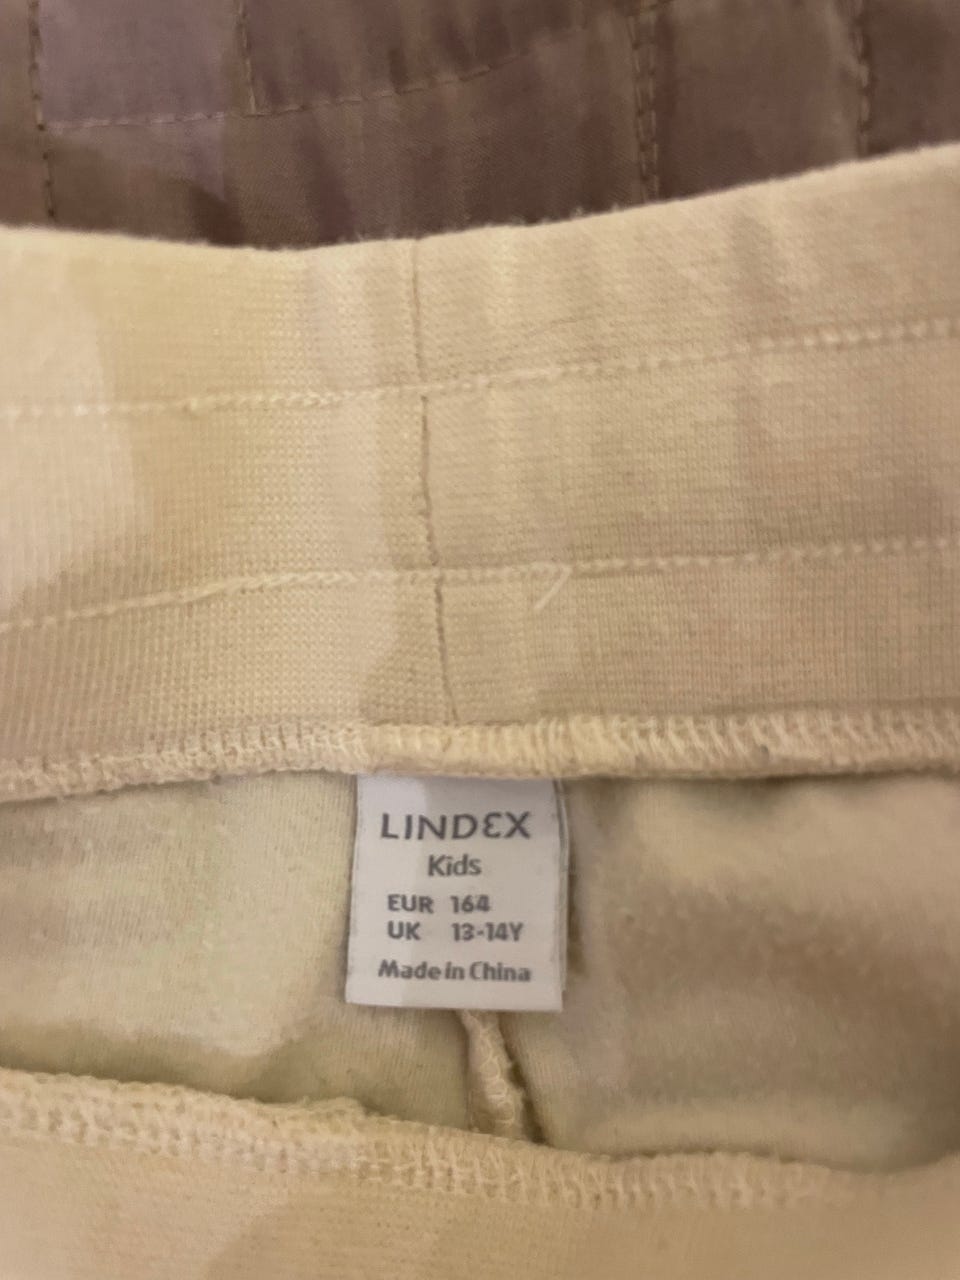 LINDEX
Kids
EUR 164
UK 13-14Y
Made in China